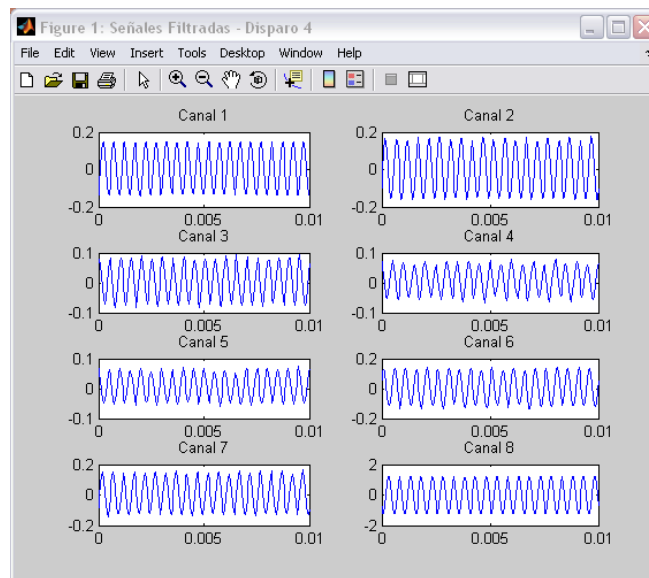 Figure 1: Señales Filtradas - Disparo 4
File Edit View Insert Tools Desktop Window Help
Canal 1
0.2
0
-0.2
0 0.005 0.01
Canal 2
0.2
0
-0.2
0 0.005 0.01
Canal 3
0.1
0
-0.1
0 0.005 0.01
Canal 4
0.1
0
-0.1
0 0.005 0.01
Canal 5
0.1
0
-0.1
0 0.005 0.01
Canal 6
0.2
0
-0.2
0 0.005 0.01
Canal 7
0.2
0
-0.2
0 0.005 0.01
Canal 8
2
0
-2
0 0.005 0.01